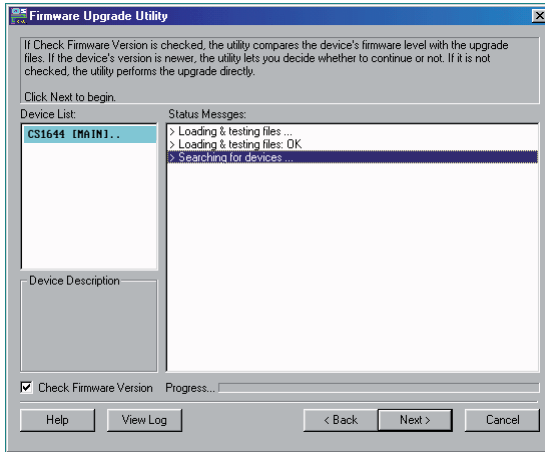 Firmware Upgrade Utility
If Check Firmware Version is checked, the utility compares the device's firmware level with the upgrade
files. If the device's version is newer, the utility lets you decide whether to continue or not. If it is not
checked, the utility performs the upgrade directly.
Click Next to begin.
Device List:
Status Messges:
CS1644 [MAIN]..
> Loading & testing files ...
> Loading & testing files: OK
> Searching for devices ...
Device Description
Check Firmware Version
Progress...
Help
View Log
< Back
Next >
Cancel